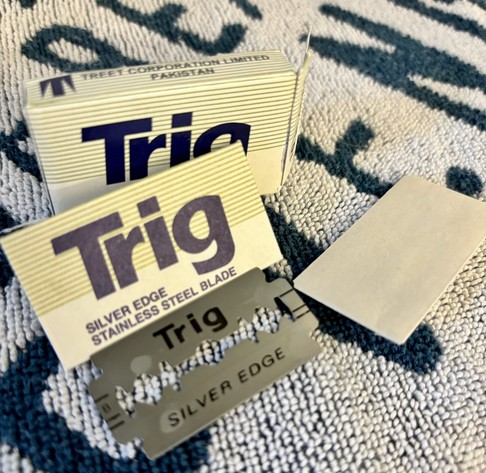 TREET CORPORATION LIMITED
PAKISTAN
Trig
Trig
SILVER EDGE
STAINLESS STEEL BLADE
Trig
SILVER EDGE